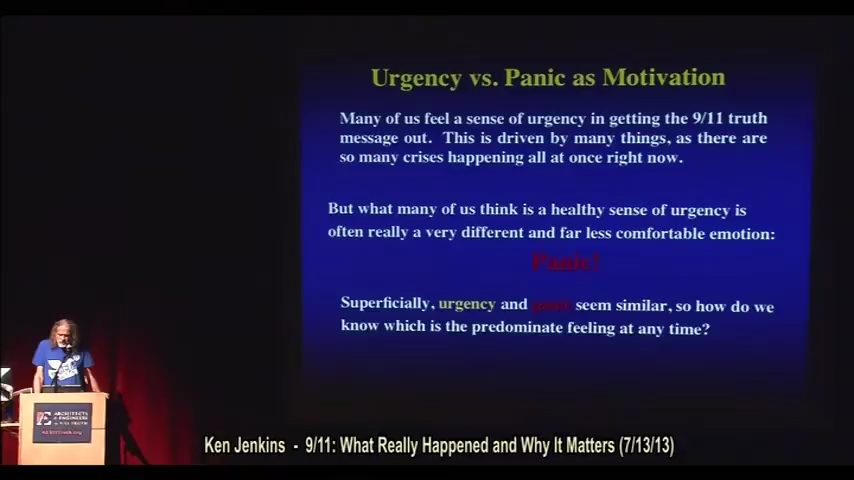 Urgency vs. Panic as Motivation
Many of us feel a sense of urgency in getting the 9/11 truth
message out. This is driven by many things, as there are
so many crises happening all at once right now.
But what many of us think is a healthy sense of urgency is
often really a very different and far less comfortable emotion:
Panic!
Superficially, urgency and panic seem similar, so how do we
know which is the predominate feeling at any time?
ARCHITECTS
ENGINEERS
Ken Jenkins - 9/11: What Really Happened and Why It Matters (7/13/13)